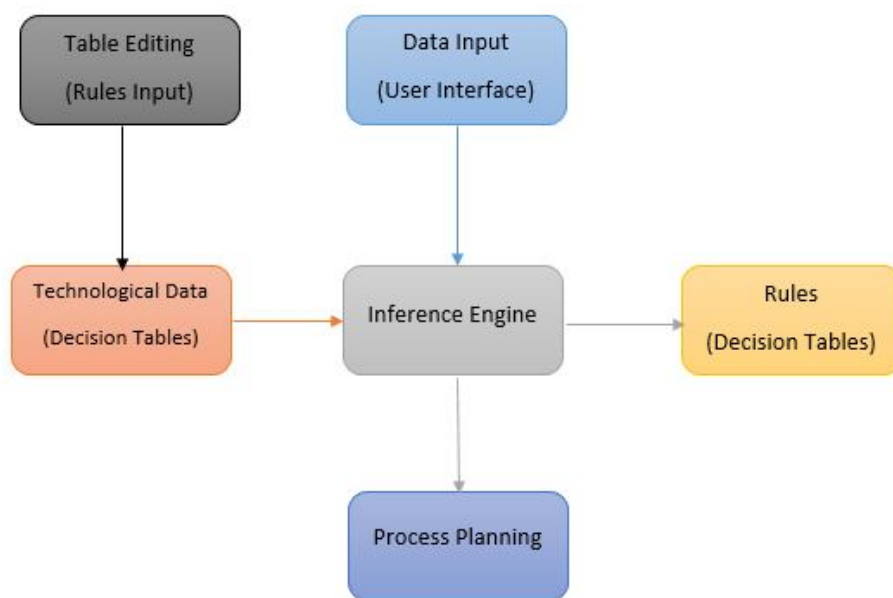 Table Editing
(Rules Input)
Data Input
(User Interface)
Technological Data
(Decision Tables)
Inference Engine
Rules
(Decision Tables)
Process Planning